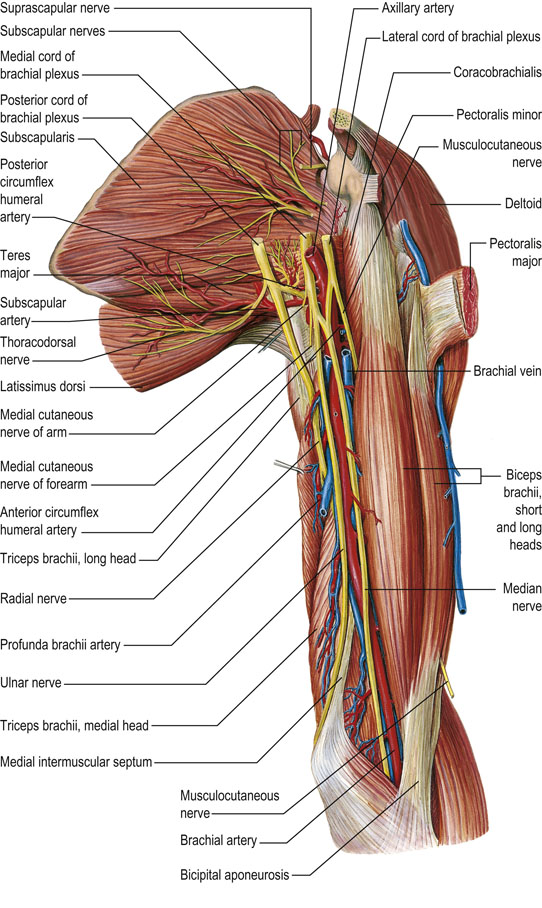 Suprascapular nerve
Subscapular nerves
Medial cord of
brachial plexus
Posterior cord of
brachial plexus
Subscapularis
Posterior
circumflex
humeral
artery
Teres
major
Subscapular
artery
Thoracodorsal
nerve
Latissimus dorsi
Medial cutaneous
nerve of arm
Medial cutaneous
nerve of forearm
Anterior circumflex
humeral artery
Triceps brachii, long head
Radial nerve
Profunda brachii artery
Ulnar nerve
Triceps brachii, medial head
Medial intermuscular septum
Musculocutaneous
nerve
Brachial artery
Bicipital aponeurosis
Axillary artery
Lateral cord of brachial plexus
Coracobrachialis
Pectoralis minor
Musculocutaneous
nerve
Deltoid
Pectoralis
major
Brachial vein
Biceps
brachii,
short
and long
heads
Median
nerve